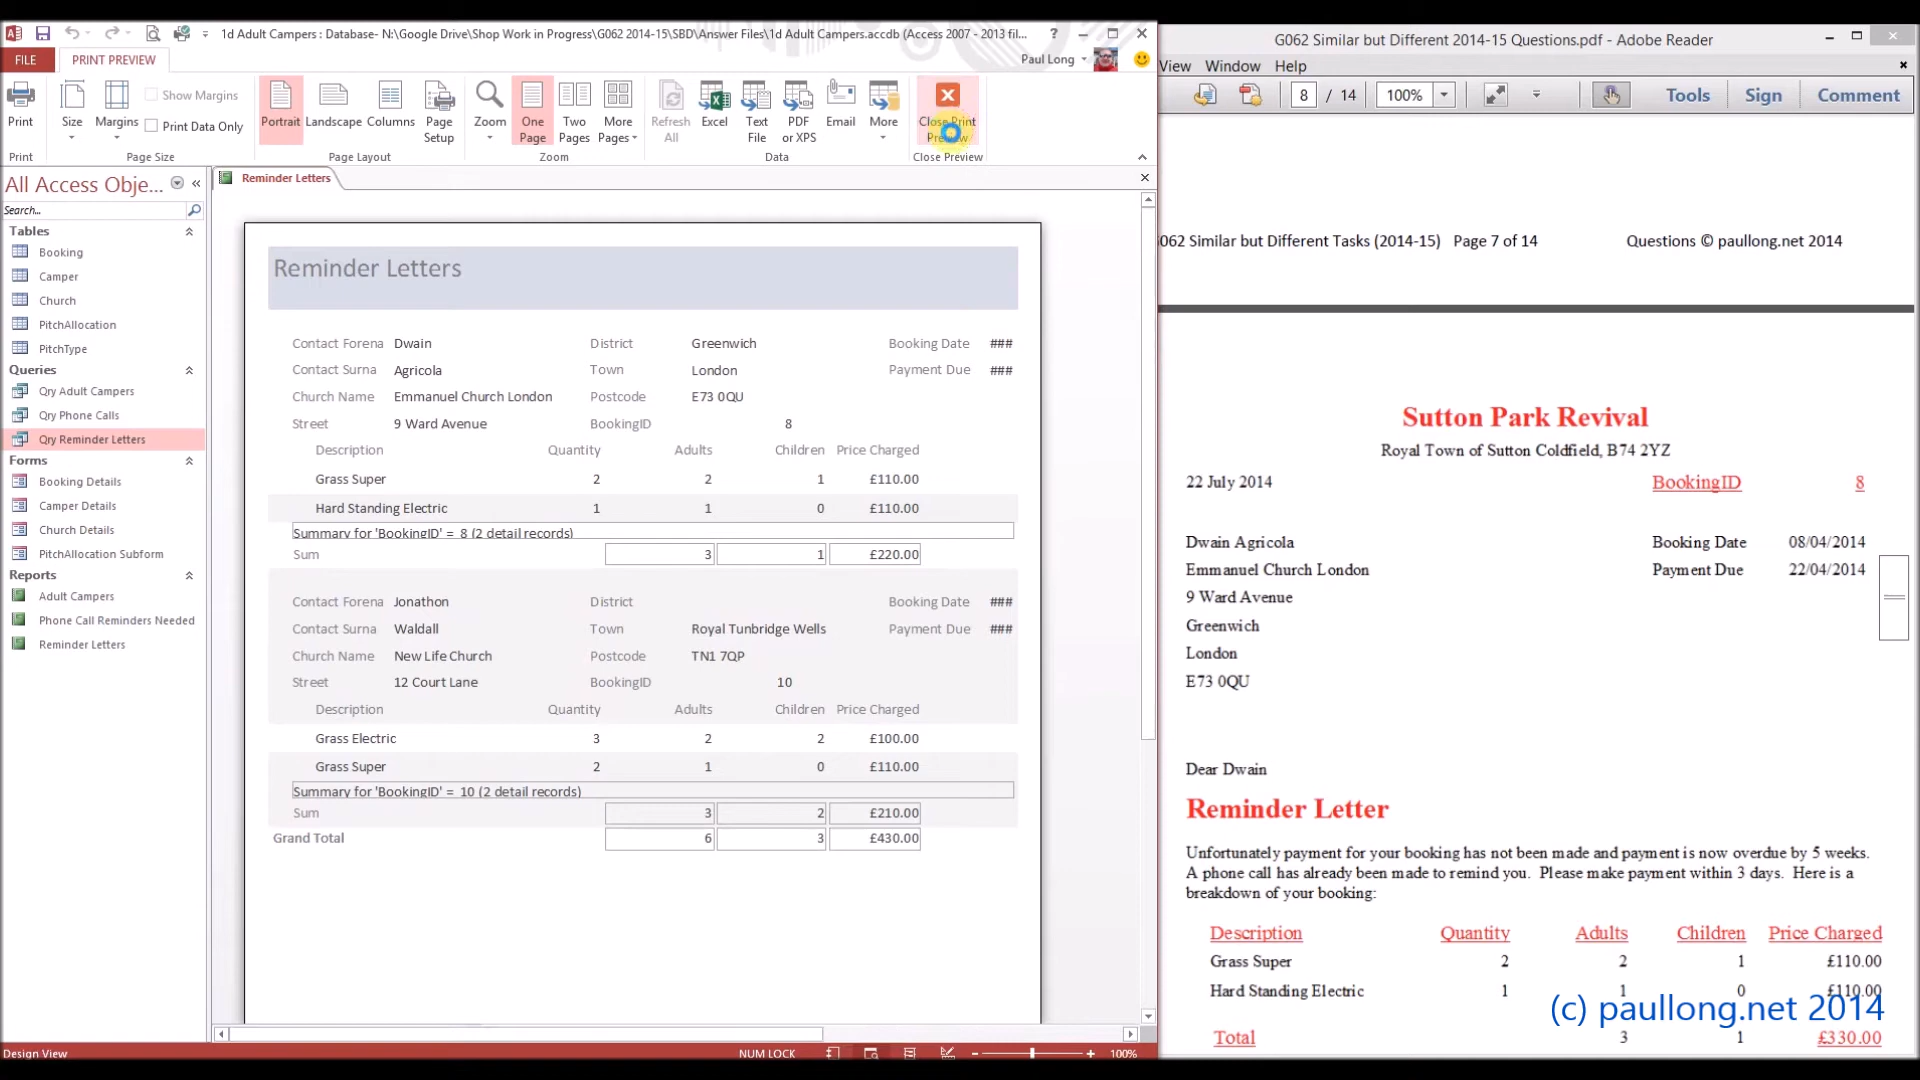 1d Adult Campers : Database- N:\Google Drive\Shop Work in Progress\G062 2014-15\SBD\Answer Files\1d Adult Campers.accdb (Access 2007 - 2013 fil...
FILE
PRINT PREVIEW
Paul Long
Print
Size
Margins
Show Margins
Print Data Only
Portrait
Landscape
Columns
Page Setup
Zoom
One Page
Two Pages
More Pages
Refresh All
Excel
Text File
PDF or XPS
Email
More
Close Print Preview
Print
Page Size
Page Layout
Zoom
Data
Close Preview
All Access Obje...
Search...
Tables
Booking
Camper
Church
PitchAllocation
PitchType
Queries
Qry Adult Campers
Qry Phone Calls
Qry Reminder Letters
Forms
Booking Details
Camper Details
Church Details
PitchAllocation Subform
Reports
Adult Campers
Phone Call Reminders Needed
Reminder Letters
Reminder Letters
Reminder Letters
Contact Forena Dwain District Greenwich Booking Date ###
Contact Surna Agricola Town London Payment Due ###
Church Name Emmanuel Church London Postcode E73 0QU
Street 9 Ward Avenue BookingID 8
Description Quantity Adults Children Price Charged
Grass Super 2 2 1 £110.00
Hard Standing Electric 1 1 0 £110.00
Summary for 'BookingID' = 8 (2 detail records)
Sum 3 1 £220.00
Contact Forena Jonathon District Booking Date ###
Contact Surna Waldall Town Royal Tunbridge Wells Payment Due ###
Church Name New Life Church Postcode TN1 7QP
Street 12 Court Lane BookingID 10
Description Quantity Adults Children Price Charged
Grass Electric 3 2 2 £100.00
Grass Super 2 1 0 £110.00
Summary for 'BookingID' = 10 (2 detail records)
Sum 3 2 £210.00
Grand Total 6 3 £430.00
Design View
NUM LOCK
100%
G062 Similar but Different 2014-15 Questions.pdf - Adobe Reader
View Window Help
8 / 14
100%
Tools
Sign
Comment
G062 Similar but Different Tasks (2014-15) Page 7 of 14 Questions © paullong.net 2014
Sutton Park Revival
Royal Town of Sutton Coldfield, B74 2YZ
22 July 2014 BookingID 8
Dwain Agricola Booking Date 08/04/2014
Emmanuel Church London Payment Due 22/04/2014
9 Ward Avenue
Greenwich
London
E73 0QU
Dear Dwain
Reminder Letter
Unfortunately payment for your booking has not been made and payment is now overdue by 5 weeks.
A phone call has already been made to remind you. Please make payment within 3 days. Here is a
breakdown of your booking:
Description Quantity Adults Children Price Charged
Grass Super 2 2 1 £110.00
Hard Standing Electric 1 1 0 £110.00
(c) paullong.net 2014
Total 3 1 £330.00